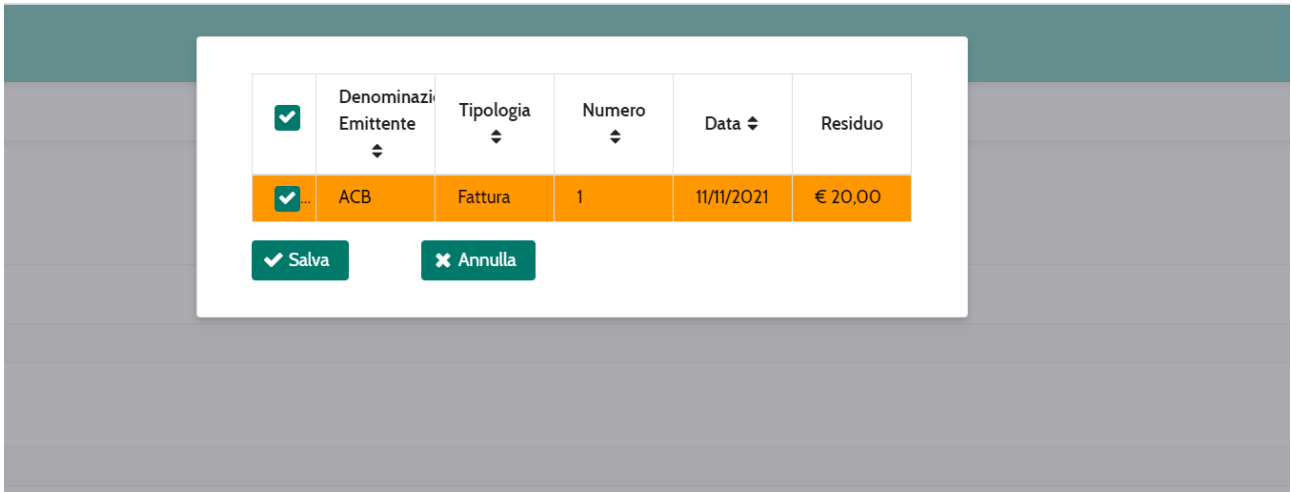 Denominazi
Emittente
Tipologia
Numero
Data
Residuo
... ACB Fattura 1 11/11/2021 € 20,00
Salva Annulla